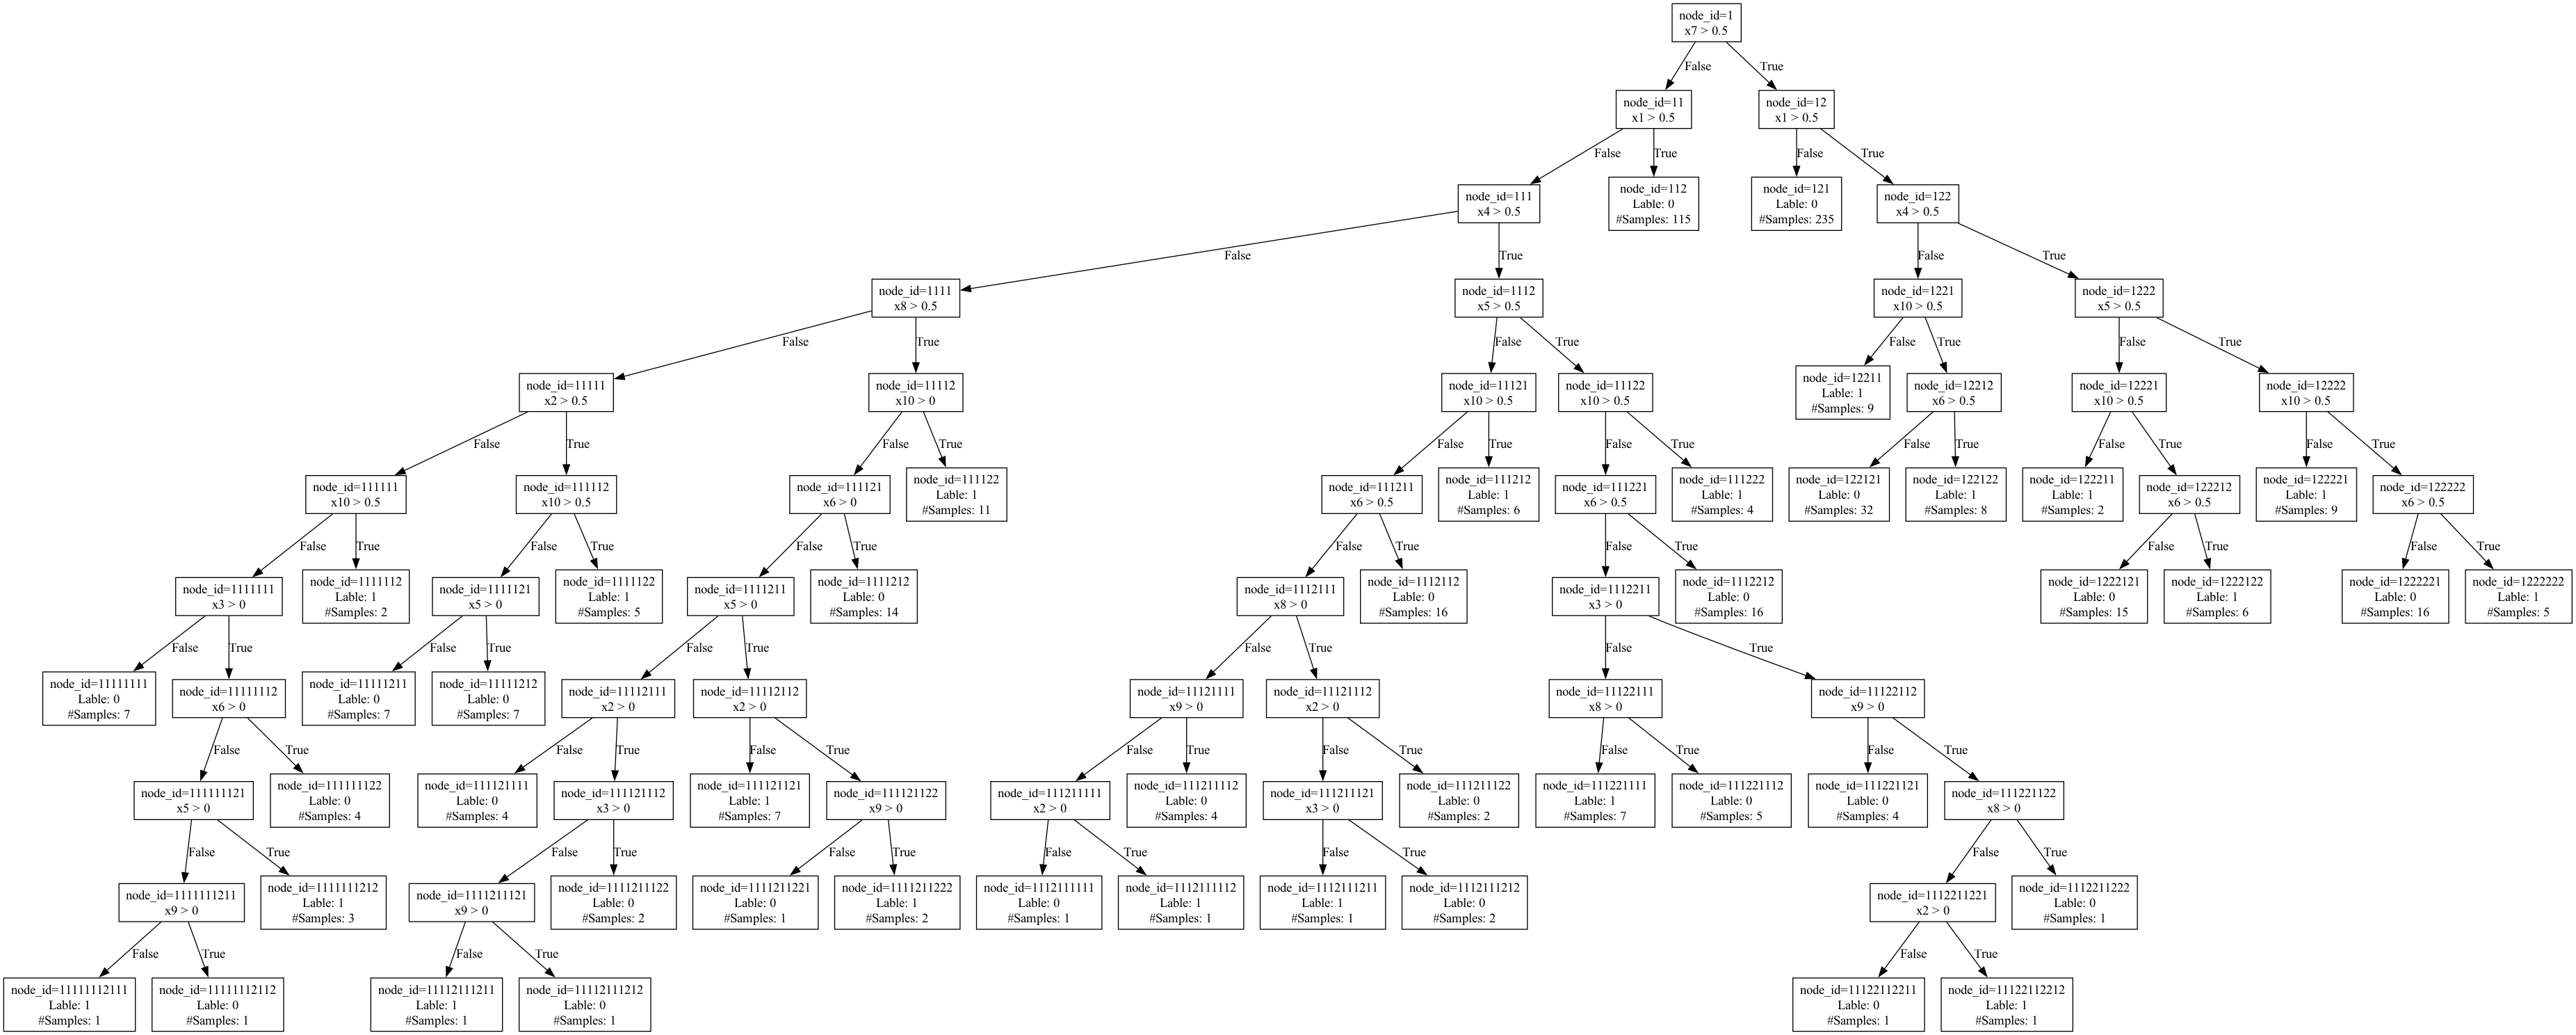 node_id=1
x7 > 0.5
False
True
node_id=11
x1 > 0.5
node_id=12
x1 > 0.5
False
True
False
True
node_id=111
x4 > 0.5
node_id=112
Lable: 0
#Samples: 115
node_id=121
Lable: 0
#Samples: 235
node_id=122
x4 > 0.5
False
True
False
True
node_id=1111
x8 > 0.5
node_id=1112
x5 > 0.5
node_id=1221
x10 > 0.5
node_id=1222
x5 > 0.5
False
True
False
True
False
True
False
True
node_id=11111
x2 > 0.5
node_id=11112
x10 > 0
node_id=11121
x10 > 0.5
node_id=11122
x10 > 0.5
node_id=12211
Lable: 1
#Samples: 9
node_id=12212
x6 > 0.5
node_id=12221
x10 > 0.5
node_id=12222
x10 > 0.5
False
True
False
True
False
True
False
True
False
True
False
True
False
True
node_id=111111
x10 > 0.5
node_id=111112
x10 > 0.5
node_id=111121
x6 > 0
node_id=111122
Lable: 1
#Samples: 11
node_id=111211
x6 > 0.5
node_id=111212
Lable: 1
#Samples: 6
node_id=111221
x6 > 0.5
node_id=111222
Lable: 1
#Samples: 4
node_id=122121
Lable: 0
#Samples: 32
node_id=122122
Lable: 1
#Samples: 8
node_id=122211
Lable: 1
#Samples: 2
node_id=122212
x6 > 0.5
node_id=122221
Lable: 1
#Samples: 9
node_id=122222
x6 > 0.5
False
True
False
True
False
True
False
True
False
True
False
True
False
True
node_id=1111111
x3 > 0
node_id=1111112
Lable: 1
#Samples: 2
node_id=1111121
x5 > 0
node_id=1111122
Lable: 1
#Samples: 5
node_id=1111211
x5 > 0
node_id=1111212
Lable: 0
#Samples: 14
node_id=1112111
x8 > 0
node_id=1112112
Lable: 0
#Samples: 16
node_id=1112211
x3 > 0
node_id=1112212
Lable: 0
#Samples: 16
node_id=1222121
Lable: 0
#Samples: 15
node_id=1222122
Lable: 1
#Samples: 6
node_id=1222221
Lable: 0
#Samples: 16
node_id=1222222
Lable: 1
#Samples: 5
False
True
False
True
False
True
False
True
False
True
node_id=11111111
Lable: 0
#Samples: 7
node_id=11111112
x6 > 0
node_id=11111211
Lable: 0
#Samples: 7
node_id=11111212
Lable: 0
#Samples: 7
node_id=11112111
x2 > 0
node_id=11112112
x2 > 0
node_id=11121111
x9 > 0
node_id=11121112
x2 > 0
node_id=11122111
x8 > 0
node_id=11122112
x9 > 0
False
True
False
True
False
True
False
True
False
True
False
True
False
True
node_id=111111121
x5 > 0
node_id=111111122
Lable: 0
#Samples: 4
node_id=111121111
Lable: 0
#Samples: 4
node_id=111121112
x3 > 0
node_id=111121121
Lable: 1
#Samples: 7
node_id=111121122
x9 > 0
node_id=111211111
x2 > 0
node_id=111211112
Lable: 0
#Samples: 4
node_id=111211121
x3 > 0
node_id=111211122
Lable: 0
#Samples: 2
node_id=111221111
Lable: 1
#Samples: 7
node_id=111221112
Lable: 0
#Samples: 5
node_id=111221121
Lable: 0
#Samples: 4
node_id=111221122
x8 > 0
False
True
False
True
False
True
False
True
False
True
False
True
node_id=1111111211
x9 > 0
node_id=1111111212
Lable: 1
#Samples: 3
node_id=1111211121
x9 > 0
node_id=1111211122
Lable: 0
#Samples: 2
node_id=1111211221
Lable: 0
#Samples: 1
node_id=1111211222
Lable: 1
#Samples: 2
node_id=1112111111
Lable: 0
#Samples: 1
node_id=1112111112
Lable: 1
#Samples: 1
node_id=1112111211
Lable: 1
#Samples: 1
node_id=1112111212
Lable: 0
#Samples: 2
node_id=1112211221
x2 > 0
node_id=1112211222
Lable: 0
#Samples: 1
False
True
False
True
False
True
node_id=11111112111
Lable: 1
#Samples: 1
node_id=11111112112
Lable: 0
#Samples: 1
node_id=11112111211
Lable: 1
#Samples: 1
node_id=11112111212
Lable: 0
#Samples: 1
node_id=11122112211
Lable: 0
#Samples: 1
node_id=11122112212
Lable: 1
#Samples: 1